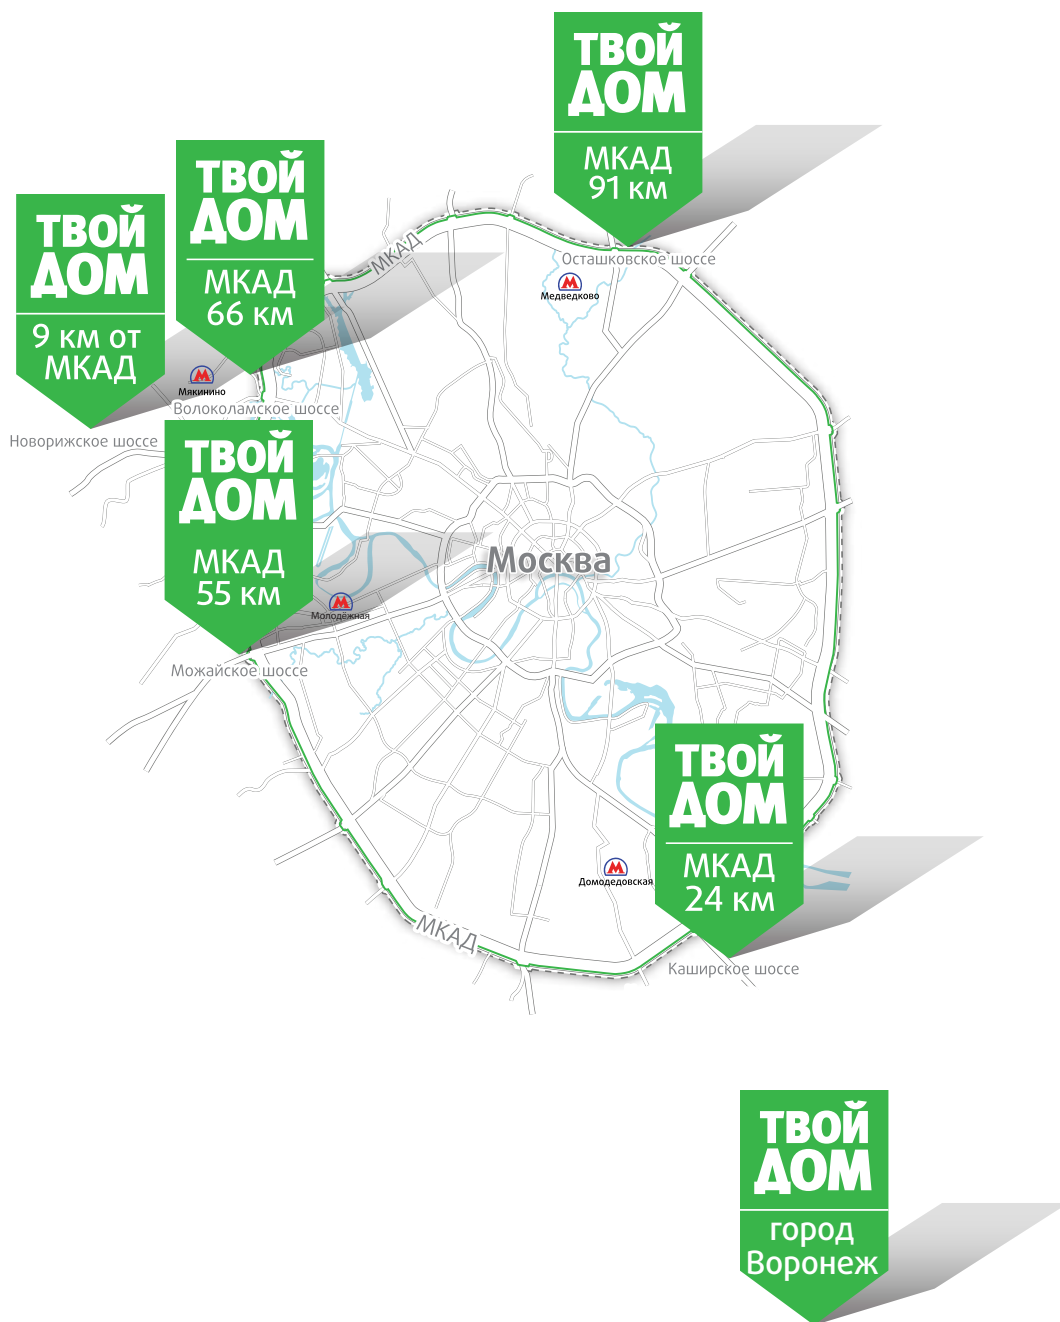 ТВОЙ
ДОМ
МКАД
91 км
Осташковское шоссе
Медведково
ТВОЙ
ДОМ
МКАД
66 км
МКАД
ТВОЙ
ДОМ
9 км от
МКАД
Мякинино
Волоколамское шоссе
Новорижское шоссе
ТВОЙ
ДОМ
МКАД
55 км
Молодёжная
Можайское шоссе
Москва
ТВОЙ
ДОМ
МКАД
24 км
Домодедовская
МКАД
Каширское шоссе
ТВОЙ
ДОМ
город
Воронеж